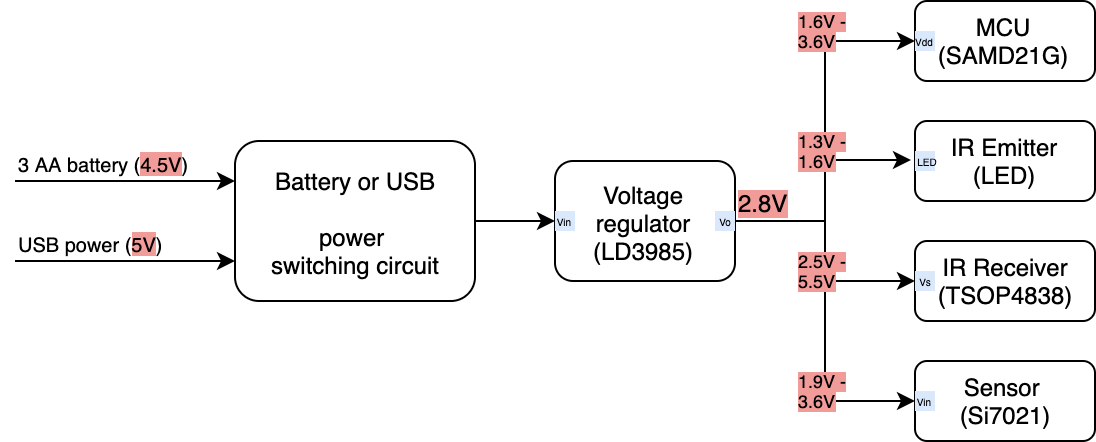 3 AA battery (4.5V)
USB power (5V)
Battery or USB
power
switching circuit
Vin
Voltage
regulator
(LD3985)
Vo
2.8V
1.6V -
3.6V
Vdd
MCU
(SAMD21G)
1.3V -
1.6V
LED
IR Emitter
(LED)
2.5V -
5.5V
Vs
IR Receiver
(TSOP4838)
1.9V -
3.6V
Vin
Sensor
(Si7021)